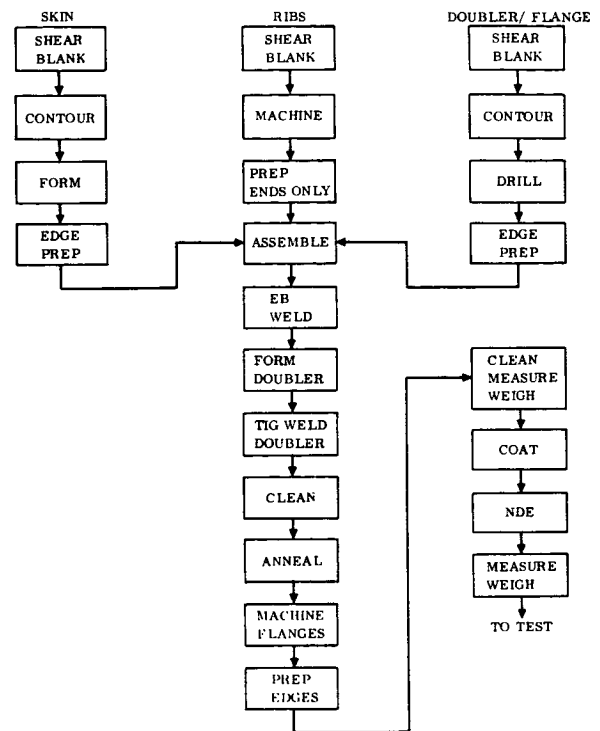 SKIN
SHEAR
BLANK
CONTOUR
FORM
EDGE
PREP
RIBS
SHEAR
BLANK
MACHINE
PREP
ENDS ONLY
ASSEMBLE
EB
WELD
FORM
DOUBLER
TIG WELD
DOUBLER
CLEAN
ANNEAL
MACHINE
FLANGES
PREP
EDGES
DOUBLER/ FLANGE
SHEAR
BLANK
CONTOUR
DRILL
EDGE
PREP
CLEAN
MEASURE
WEIGH
COAT
NDE
MEASURE
WEIGH
TO TEST